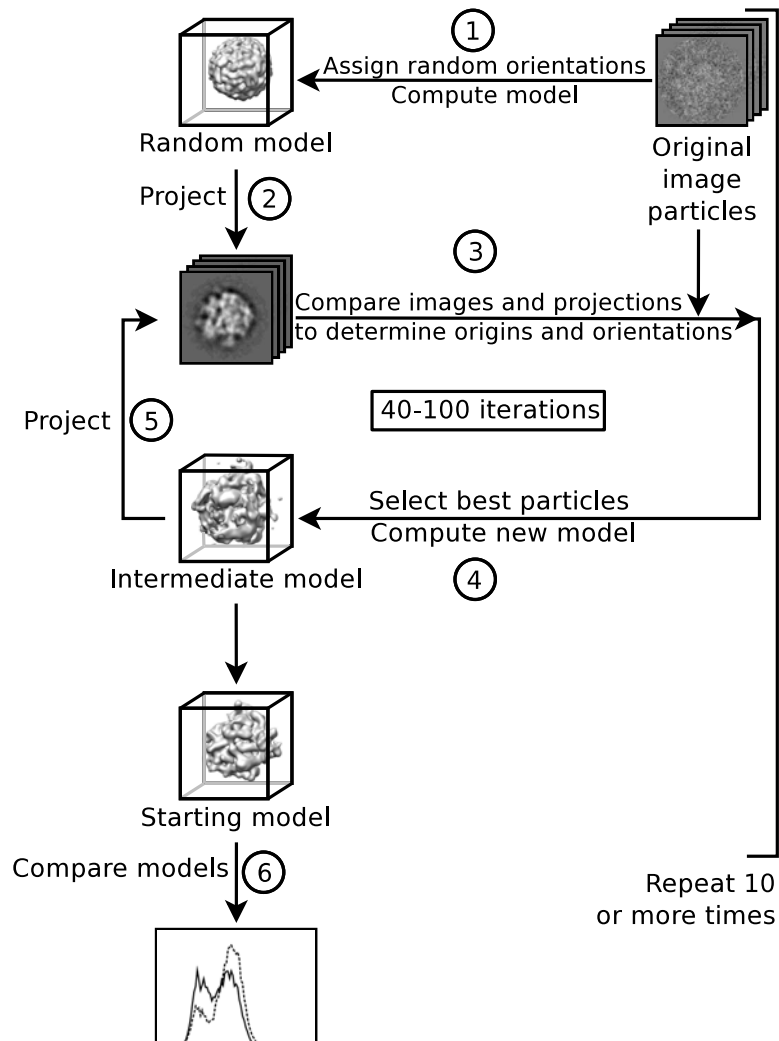 1
Assign random orientations
Compute model
Random model
Original
image
particles
Project
2
3
Compare images and projections
to determine origins and orientations
40-100 iterations
Project
5
Select best particles
Compute new model
4
Intermediate model
Starting model
Compare models
6
Repeat 10
or more times